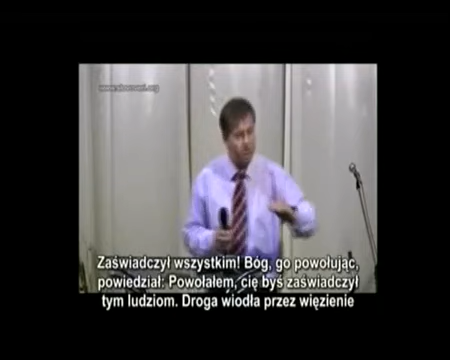 Zaświadczył wszystkim! Bóg, go powołując,
powiedział: Powołałem, cię byś zaświadczył
tym ludziom. Droga wiodła przez więzienie